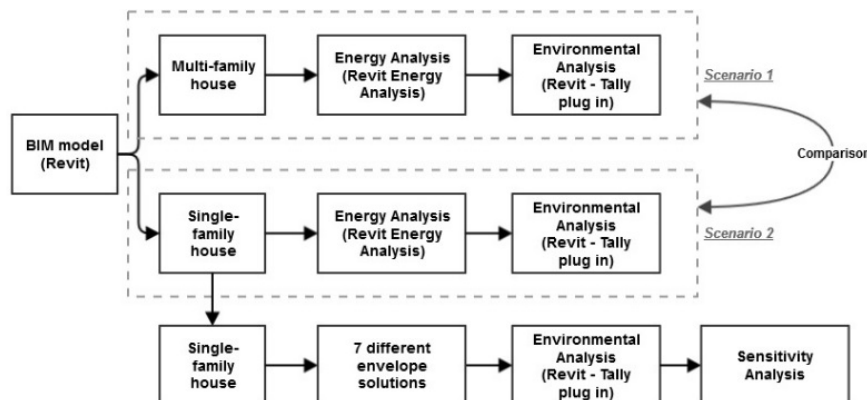 Multi-family
house
Energy Analysis
(Revit Energy
Analysis)
Environmental
Analysis
(Revit - Tally
plug in)
Scenario 1
BIM model
(Revit)
Comparison
Single-
family
house
Energy Analysis
(Revit Energy
Analysis)
Environmental
Analysis
(Revit - Tally
plug in)
Scenario 2
Single-
family
house
7 different
envelope
solutions
Environmental
Analysis
(Revit - Tally
plug in)
Sensitivity
Analysis